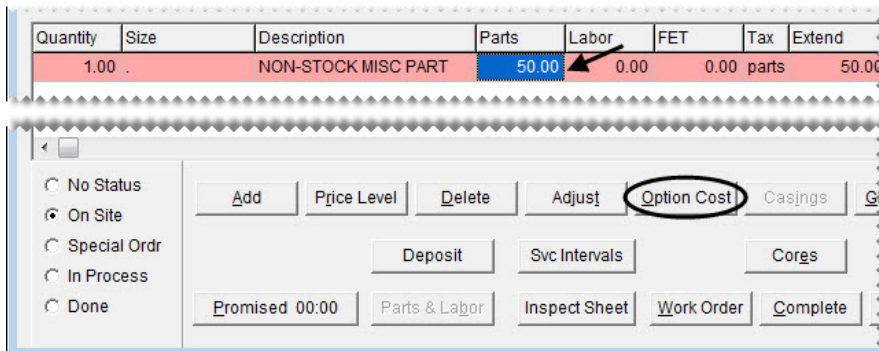 Quantity Size Description Parts Labor FET Tax Extend
1.00 . NON-STOCK MISC PART 50.00 0.00 0.00 parts 50.00
No Status
On Site
Special Ordr
In Process
Done
Add Price Level Delete Adjust Option Cost Casings
Deposit Svc Intervals Cores
Promised 00:00 Parts & Labor Inspect Sheet Work Order Complete